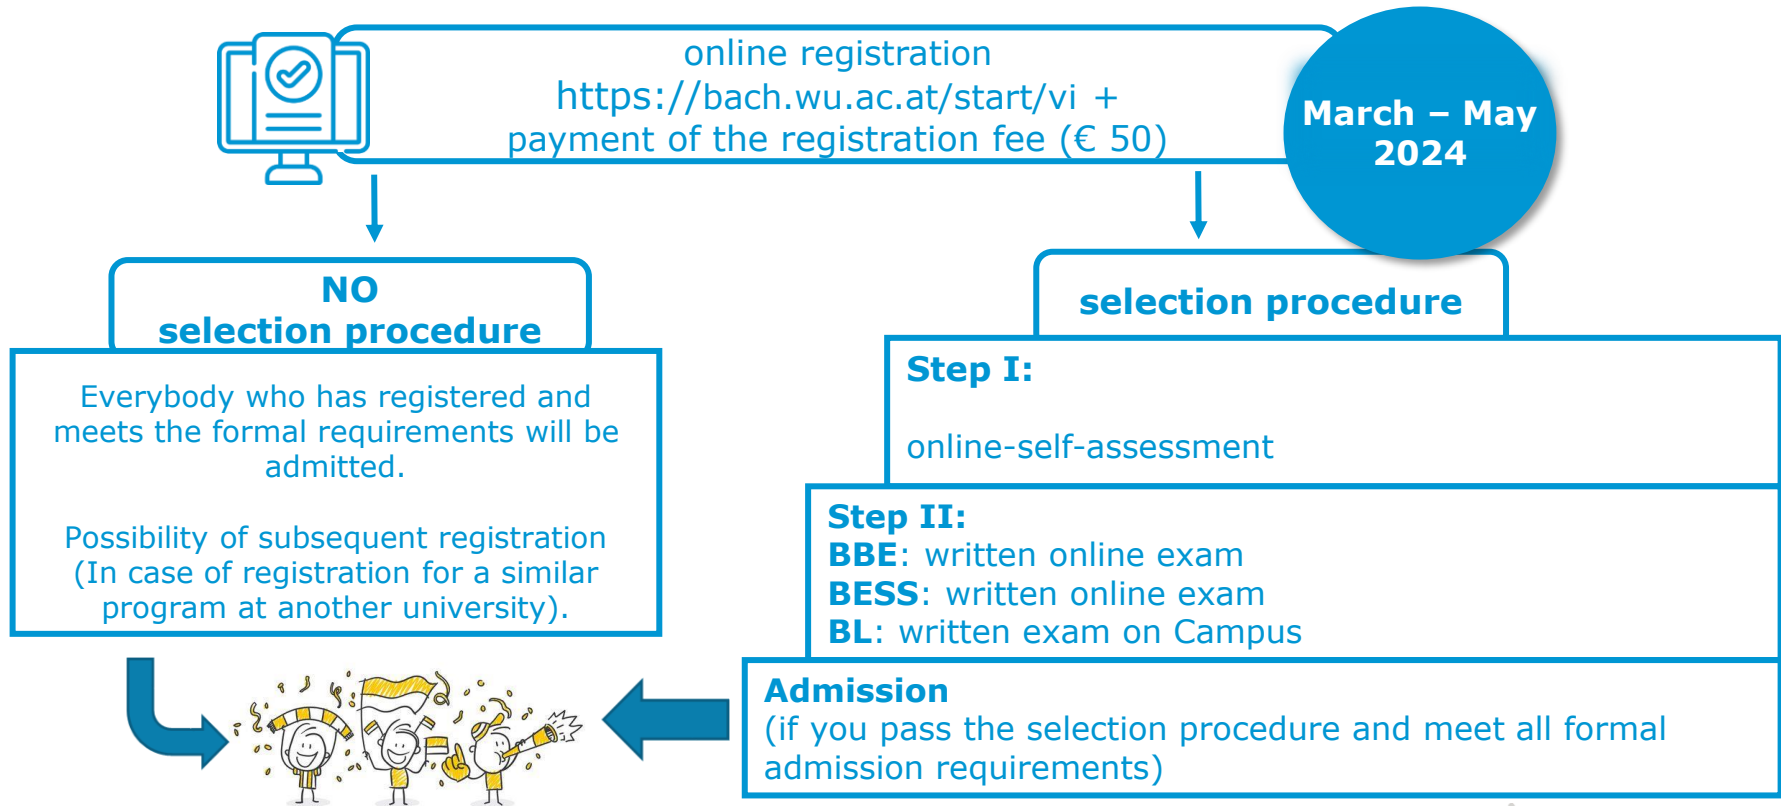 online registration
https://bach.wu.ac.at/start/vi +
payment of the registration fee (€ 50)
March – May
2024
NO
selection procedure
Everybody who has registered and
meets the formal requirements will be
admitted.
Possibility of subsequent registration
(In case of registration for a similar
program at another university).
selection procedure
Step I:
online-self-assessment
Step II:
BBE: written online exam
BESS: written online exam
BL: written exam on Campus
Admission
(if you pass the selection procedure and meet all formal
admission requirements)